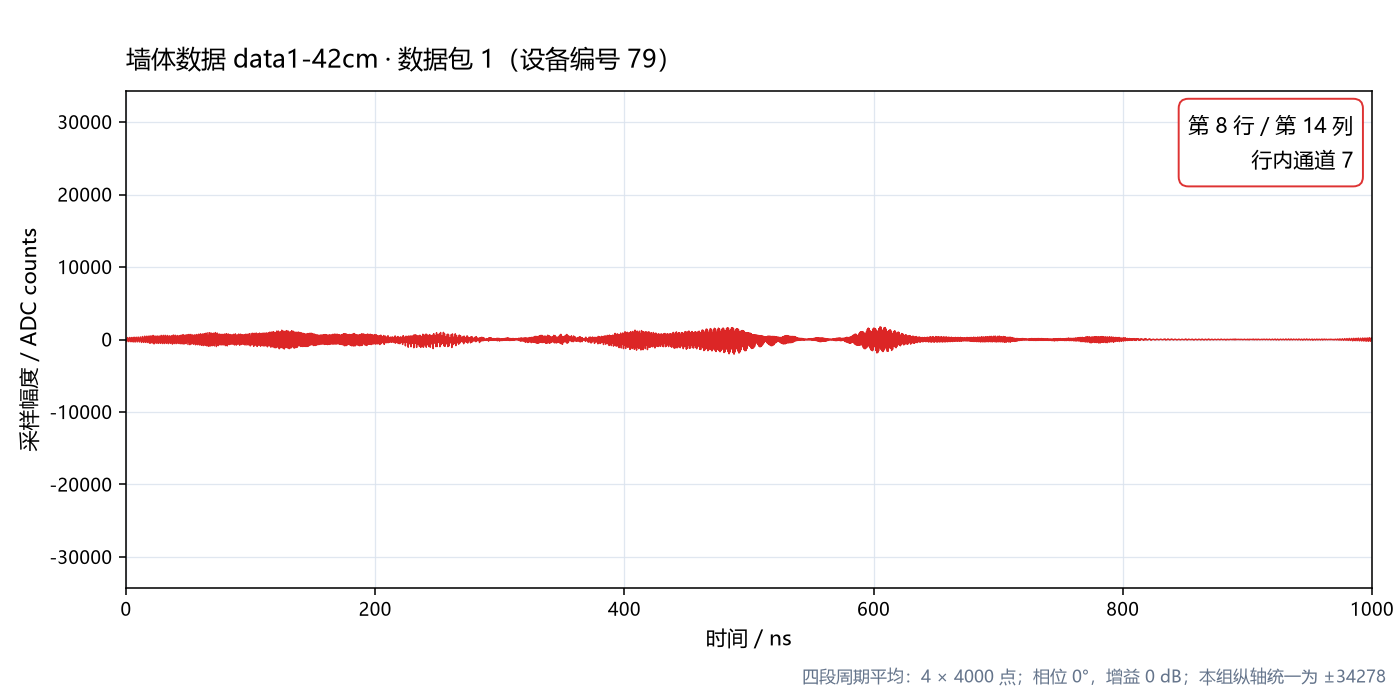 墙体数据 data1-42cm · 数据包 1（设备编号 79）
第 8 行 / 第 14 列
行内通道 7
采样幅度 / ADC counts
30000
20000
10000
0
-10000
-20000
-30000
0 200 400 600 800 1000
时间 / ns
四段周期平均：4 × 4000 点；相位 0°，增益 0 dB；本组纵轴统一为 ±34278